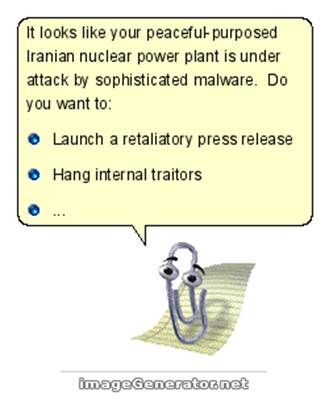 It looks like your peaceful-purposed
Iranian nuclear power plant is under
attack by sophisticated malware.  Do
you want to:
Launch a retaliatory press release
Hang internal traitors
...
imageGenerator.net